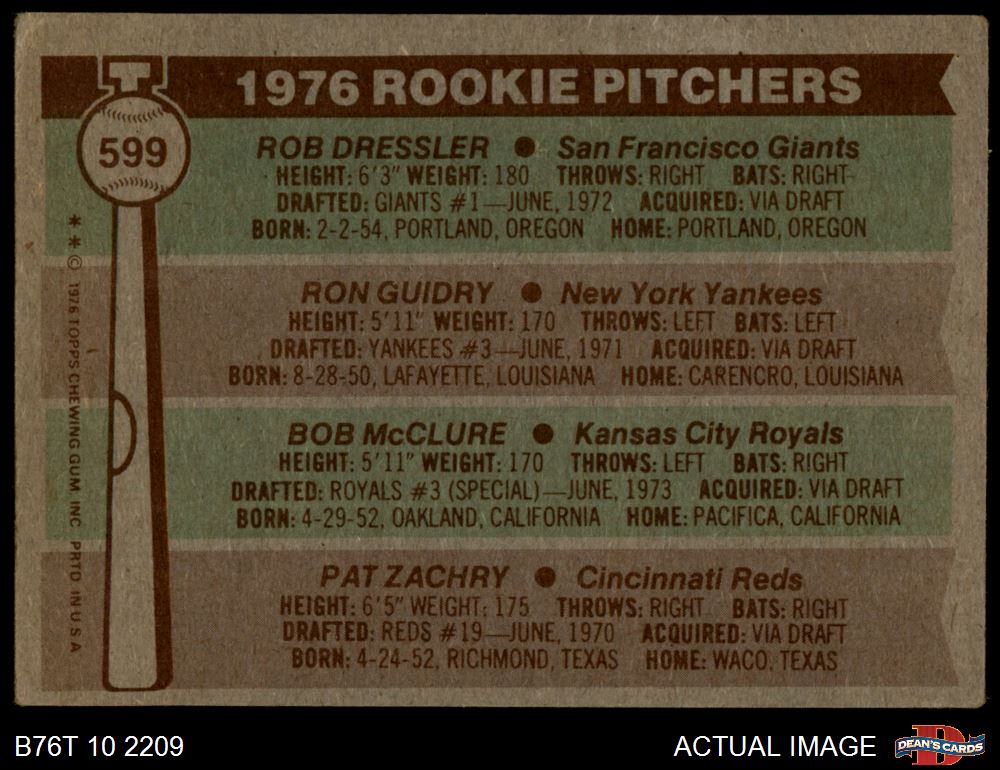 1976 ROOKIE PITCHERS
599
ROB DRESSLER ● San Francisco Giants
HEIGHT: 6'3" WEIGHT: 180 THROWS: RIGHT BATS: RIGHT
DRAFTED: GIANTS #1—JUNE, 1972 ACQUIRED: VIA DRAFT
BORN: 2-2-54, PORTLAND, OREGON HOME: PORTLAND, OREGON
RON GUIDRY ● New York Yankees
HEIGHT: 5'11" WEIGHT: 170 THROWS: LEFT BATS: LEFT
DRAFTED: YANKEES #3—JUNE, 1971 ACQUIRED: VIA DRAFT
BORN: 8-28-50, LAFAYETTE, LOUISIANA HOME: CARENCRO, LOUISIANA
BOB McCLURE ● Kansas City Royals
HEIGHT: 5'11" WEIGHT: 170 THROWS: LEFT BATS: RIGHT
DRAFTED: ROYALS #3 (SPECIAL)—JUNE, 1973 ACQUIRED: VIA DRAFT
BORN: 4-29-52, OAKLAND, CALIFORNIA HOME: PACIFICA, CALIFORNIA
PAT ZACHRY ● Cincinnati Reds
HEIGHT: 6'5" WEIGHT: 175 THROWS: RIGHT BATS: RIGHT
DRAFTED: REDS #19—JUNE, 1970 ACQUIRED: VIA DRAFT
BORN: 4-24-52, RICHMOND, TEXAS HOME: WACO, TEXAS
* * © 1976 TOPPS CHEWING GUM, INC. PRTD IN U S A
B76T 10 2209
ACTUAL IMAGE
D
DEAN'S CARDS